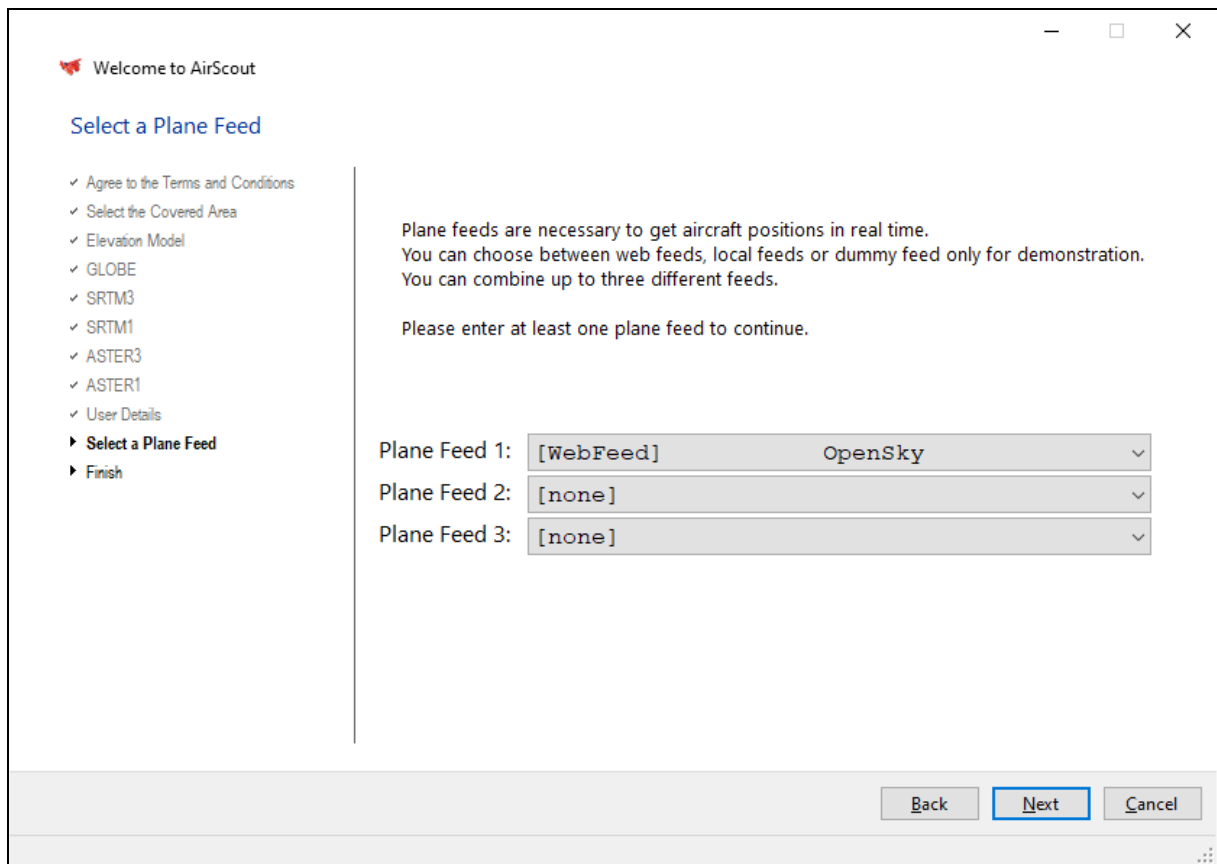 Welcome to AirScout
Select a Plane Feed
Agree to the Terms and Conditions
Select the Covered Area
Elevation Model
GLOBE
SRTM3
SRTM1
ASTER3
ASTER1
User Details
Select a Plane Feed
Finish
Plane feeds are necessary to get aircraft positions in real time.
You can choose between web feeds, local feeds or dummy feed only for demonstration.
You can combine up to three different feeds.
Please enter at least one plane feed to continue.
Plane Feed 1: [WebFeed] OpenSky
Plane Feed 2: [none]
Plane Feed 3: [none]
Back Next Cancel